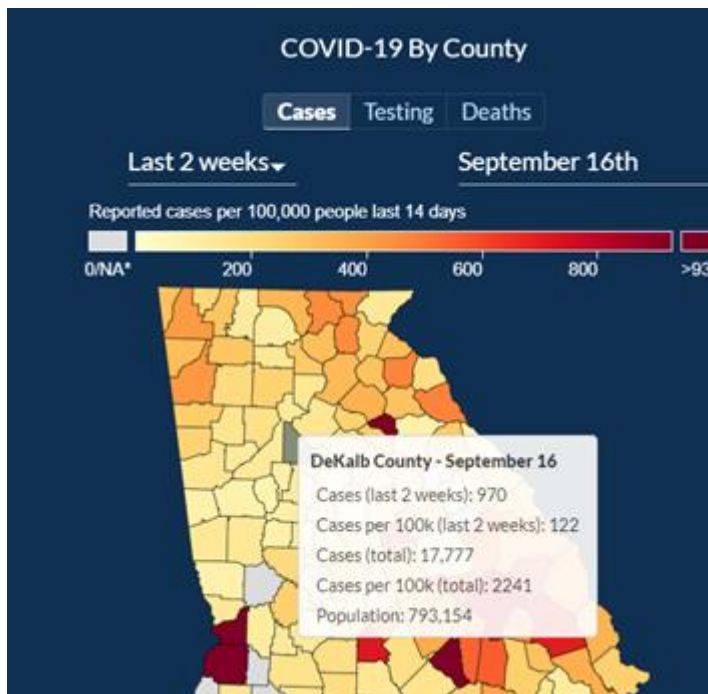 COVID-19 By County
Cases Testing Deaths
Last 2 weeks September 16th
Reported cases per 100,000 people last 14 days
0/NA* 200 400 600 800
DeKalb County - September 16
Cases (last 2 weeks): 970
Cases per 100k (last 2 weeks): 122
Cases (total): 17,777
Cases per 100k (total): 2241
Population: 793,154